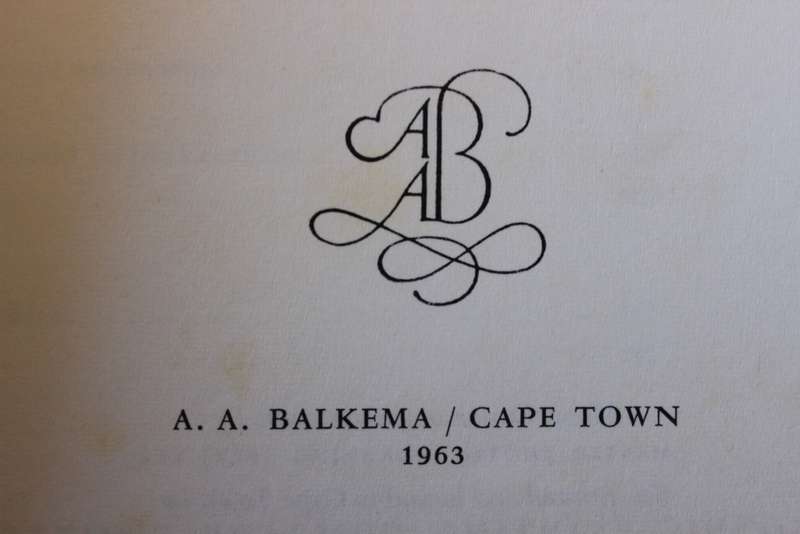 AAB
A. A. BALKEMA / CAPE TOWN
1963